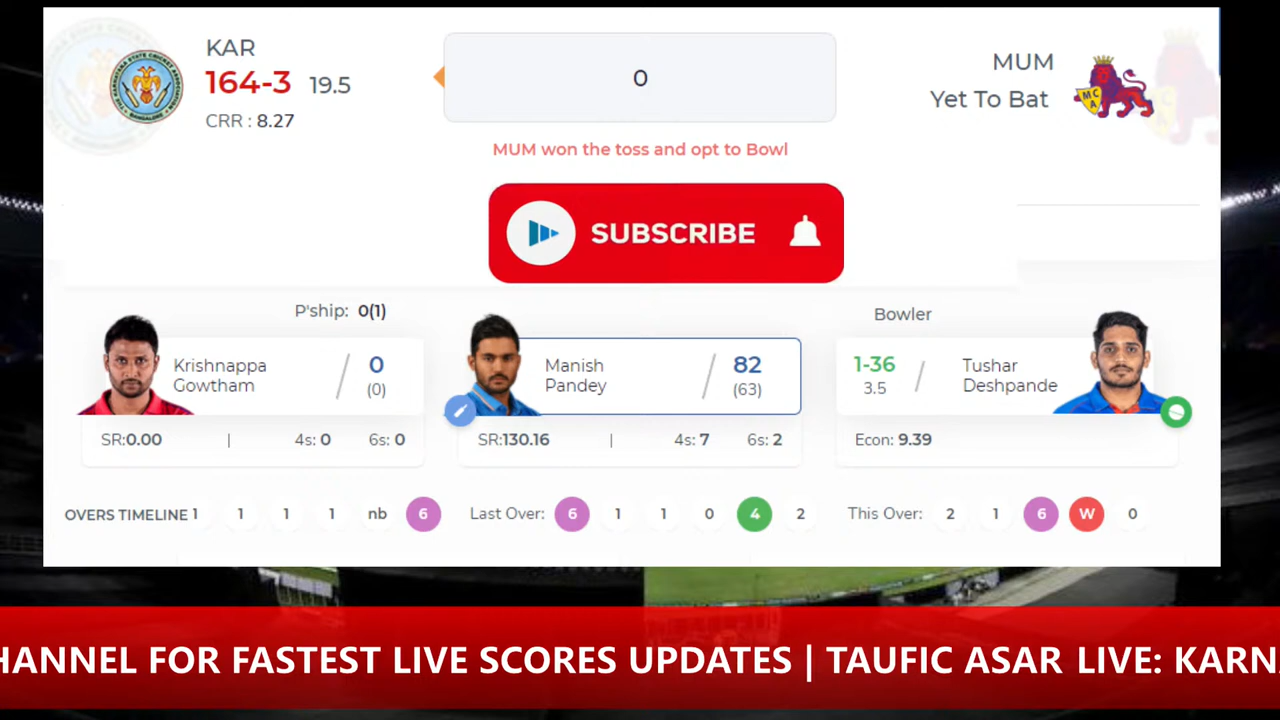 KAR
164-3 19.5
CRR : 8.27
0
MUM
Yet To Bat
MCA
MUM won the toss and opt to Bowl
SUBSCRIBE
P'ship: 0(1)
Krishnappa
Gowtham
0
(0)
SR:0.00 | 4s: 0 6s: 0
Manish
Pandey
82
(63)
SR:130.16 | 4s: 7 6s: 2
Bowler
1-36
3.5
Tushar
Deshpande
Econ: 9.39
OVERS TIMELINE 1 1 1 1 nb 6 Last Over: 6 1 1 0 4 2 This Over: 2 1 6 W 0
HANNEL FOR FASTEST LIVE SCORES UPDATES | TAUFIC ASAR LIVE: KARN